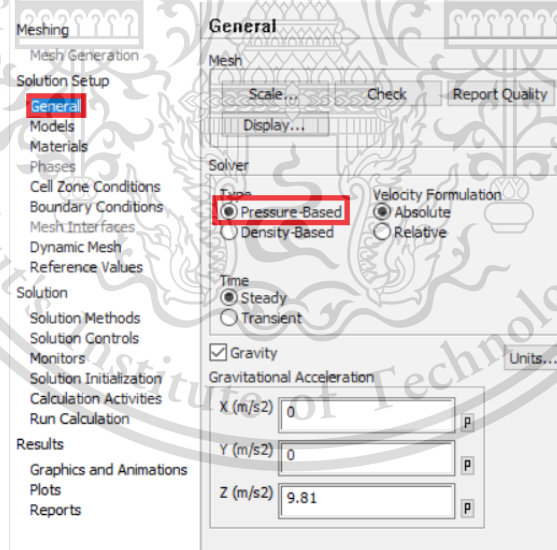 Meshing
Mesh Generation
Solution Setup
General
Models
Materials
Phases
Cell Zone Conditions
Boundary Conditions
Mesh Interfaces
Dynamic Mesh
Reference Values
Solution
Solution Methods
Solution Controls
Monitors
Solution Initialization
Calculation Activities
Run Calculation
Results
Graphics and Animations
Plots
Reports
General
Mesh
Scale... Check Report Quality
Display...
Solver
Type Velocity Formulation
Pressure-Based Absolute
Density-Based Relative
Time
Steady
Transient
Gravity Units...
Gravitational Acceleration
X (m/s2) 0 P
Y (m/s2) 0 P
Z (m/s2) 9.81 P